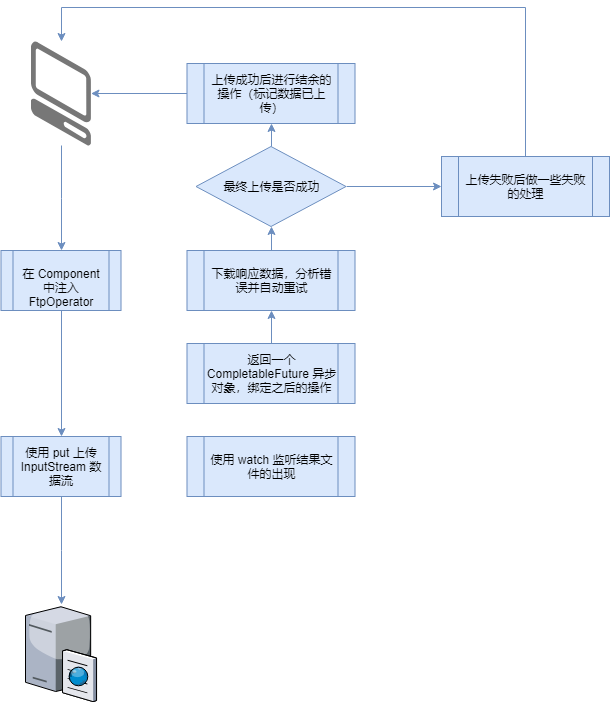 上传成功后进行结余的
操作（标记数据已上
传）
最终上传是否成功
上传失败后做一些失败
的处理
在 Component
中注入
FtpOperator
下载响应数据，分析错
误并自动重试
返回一个
CompletableFuture 异步
对象，绑定之后的操作
使用 put 上传
InputStream 数
据流
使用 watch 监听结果文
件的出现